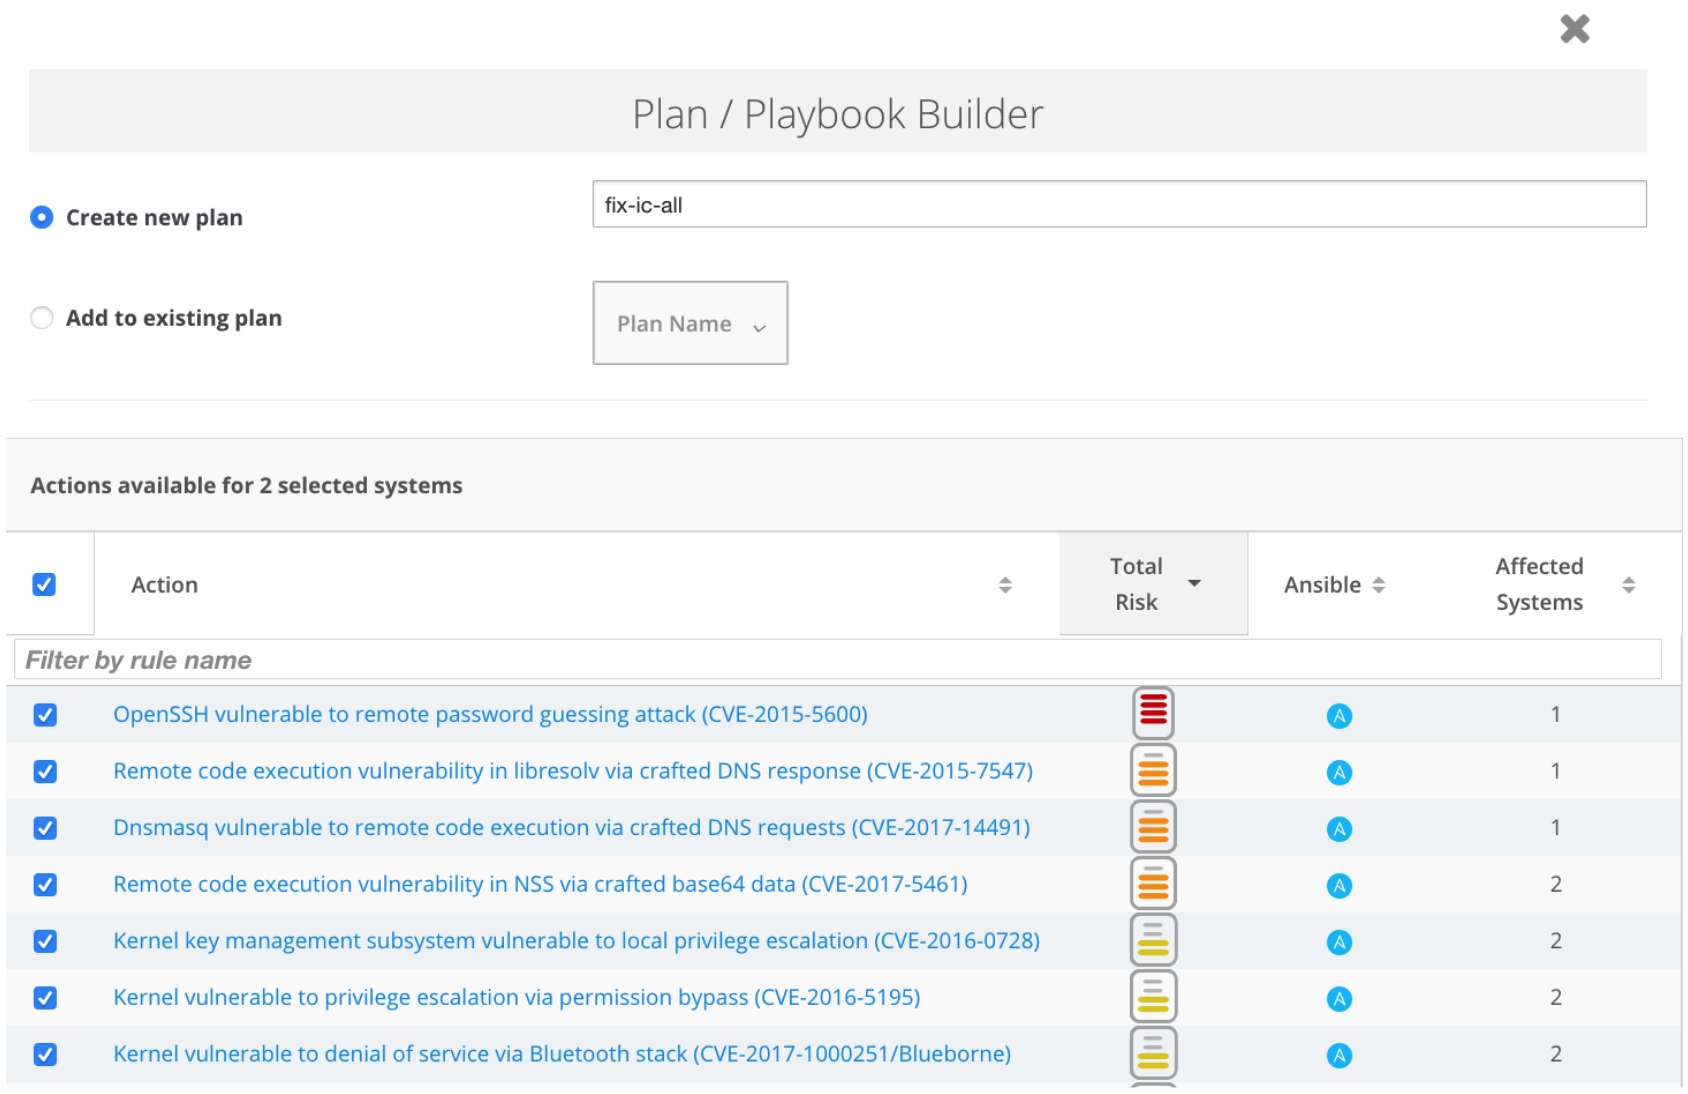 Plan / Playbook Builder
Create new plan
fix-ic-all
Add to existing plan
Plan Name
Actions available for 2 selected systems
Action
Total Risk
Ansible
Affected Systems
Filter by rule name
OpenSSH vulnerable to remote password guessing attack (CVE-2015-5600) A 1
Remote code execution vulnerability in libresolv via crafted DNS response (CVE-2015-7547) A 1
Dnsmasq vulnerable to remote code execution via crafted DNS requests (CVE-2017-14491) A 1
Remote code execution vulnerability in NSS via crafted base64 data (CVE-2017-5461) A 2
Kernel key management subsystem vulnerable to local privilege escalation (CVE-2016-0728) A 2
Kernel vulnerable to privilege escalation via permission bypass (CVE-2016-5195) A 2
Kernel vulnerable to denial of service via Bluetooth stack (CVE-2017-1000251/Blueborne) A 2